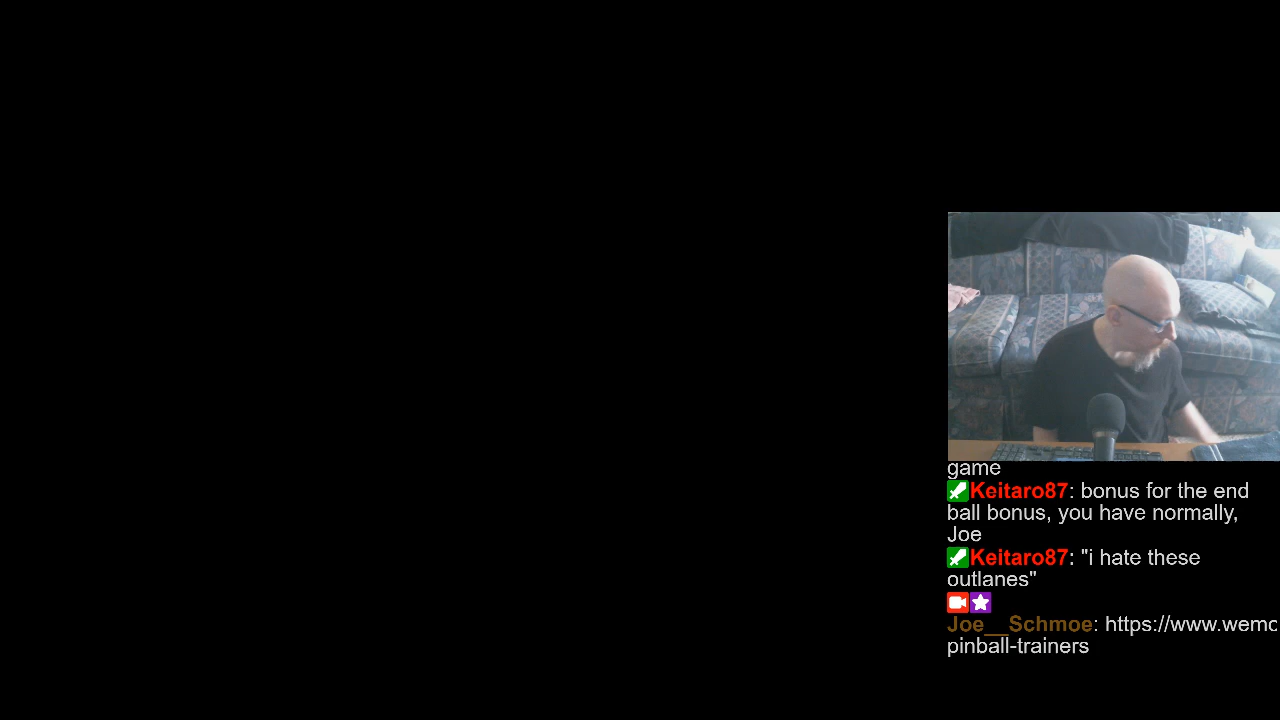 game
Keitaro87: bonus for the end
ball bonus, you have normally,
Joe
Keitaro87: "i hate these
outlanes"
Joe__Schmoe: https://www.wemc
pinball-trainers